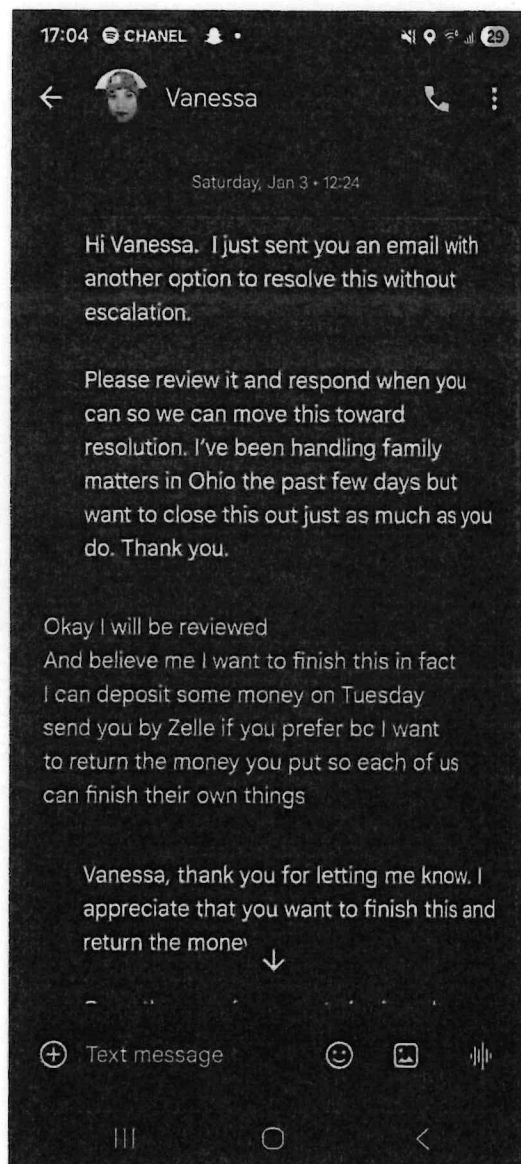 17:04 CHANEL
29
Vanessa
Saturday, Jan 3 • 12:24
Hi Vanessa. I just sent you an email with
another option to resolve this without
escalation.
Please review it and respond when you
can so we can move this toward
resolution. I've been handling family
matters in Ohio the past few days but
want to close this out just as much as you
do. Thank you.
Okay I will be reviewed
And believe me I want to finish this in fact
I can deposit some money on Tuesday
send you by Zelle if you prefer bc I want
to return the money you put so each of us
can finish their own things
Vanessa, thank you for letting me know. I
appreciate that you want to finish this and
return the mone
Text message